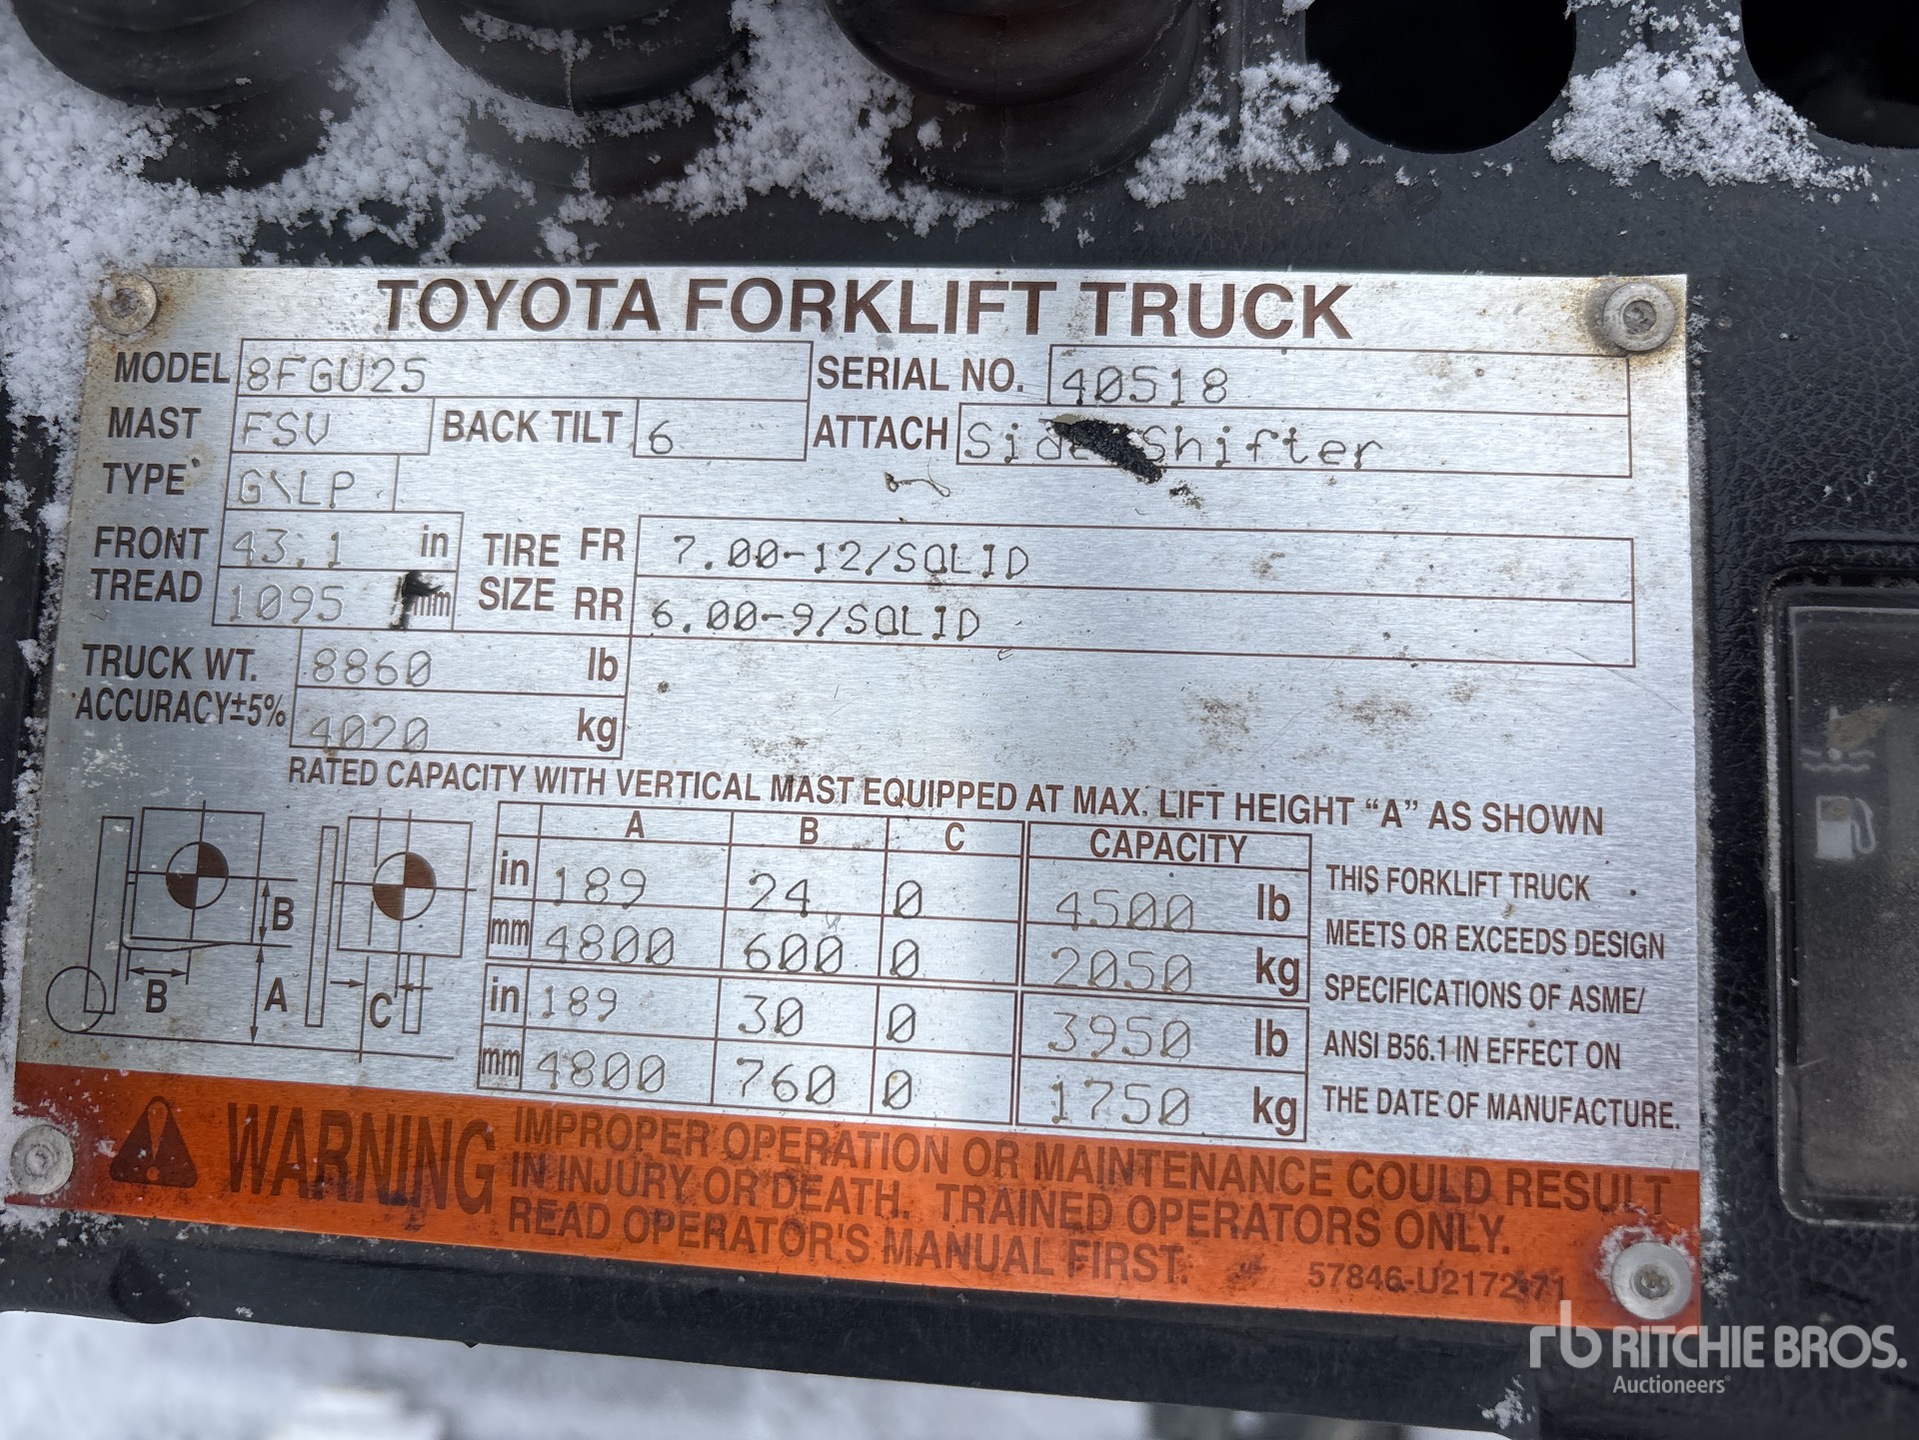 TOYOTA FORKLIFT TRUCK
MODEL 8FGU25 SERIAL NO. 40518
MAST FSV BACK TILT 6 ATTACH Side Shifter
TYPE G\LP
FRONT TREAD 43.1 in 1095 mm
TIRE SIZE FR 7.00-12/SOLID
RR 6.00-9/SOLID
TRUCK WT. 8860 lb
ACCURACY±5% 4020 kg
RATED CAPACITY WITH VERTICAL MAST EQUIPPED AT MAX. LIFT HEIGHT “A” AS SHOWN
A B C CAPACITY
in 189 24 0 4500 lb
mm 4800 600 0 2050 kg
in 189 30 0 3950 lb
mm 4800 760 0 1750 kg
B
B A C
THIS FORKLIFT TRUCK
MEETS OR EXCEEDS DESIGN
SPECIFICATIONS OF ASME/
ANSI B56.1 IN EFFECT ON
THE DATE OF MANUFACTURE.
WARNING
IMPROPER OPERATION OR MAINTENANCE COULD RESULT
IN INJURY OR DEATH. TRAINED OPERATORS ONLY.
READ OPERATOR'S MANUAL FIRST.
57846-U2172-71
rb RITCHIE BROS.
Auctioneers